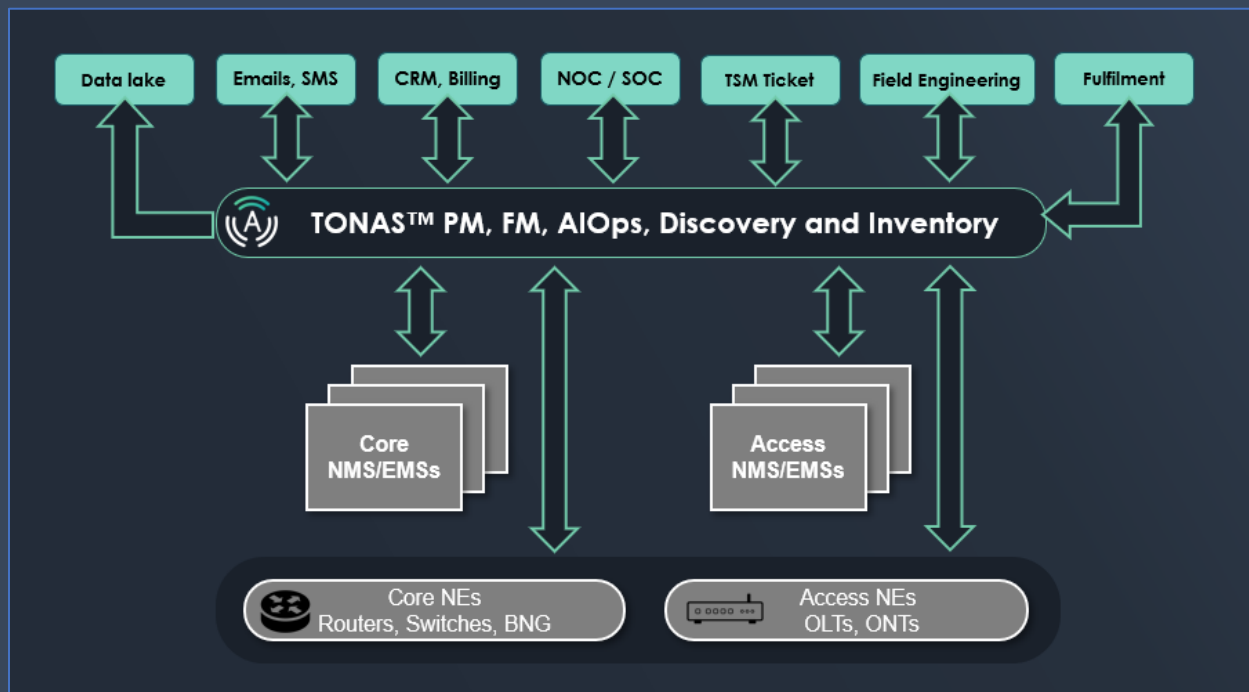 Data lake
Emails, SMS
CRM, Billing
NOC / SOC
TSM Ticket
Field Engineering
Fulfilment
A
TONAS™ PM, FM, AIOps, Discovery and Inventory
Core
NMS/EMSs
Access
NMS/EMSs
Core NEs
Routers, Switches, BNG
Access NEs
OLTs, ONTs